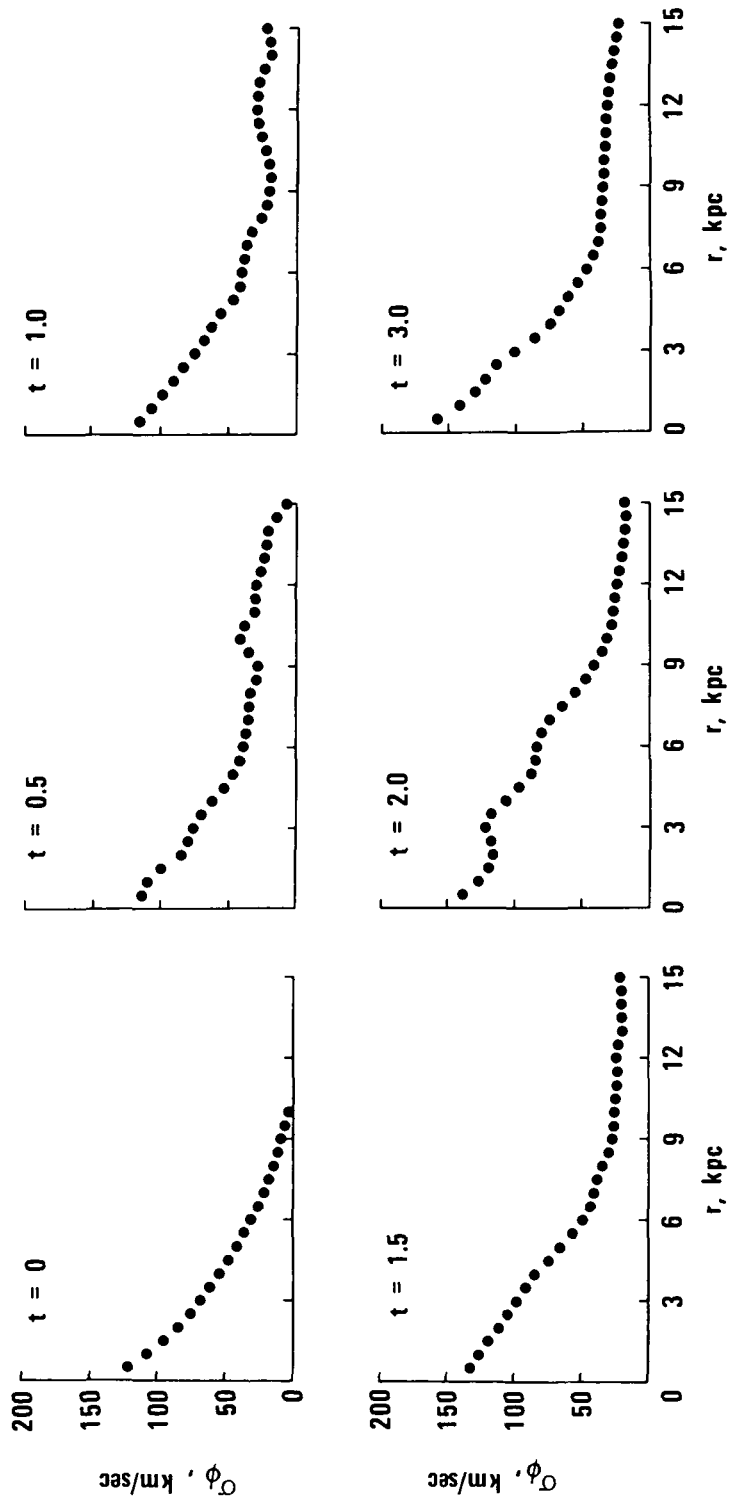 t = 0
t = 0.5
t = 1.0
200
150
100
50
0
σφ, km/sec
t = 1.5
t = 2.0
t = 3.0
200
150
100
50
0
σφ, km/sec
0 3 6 9 12 15
0 3 6 9 12 15
0 3 6 9 12 15
r, kpc
r, kpc
r, kpc